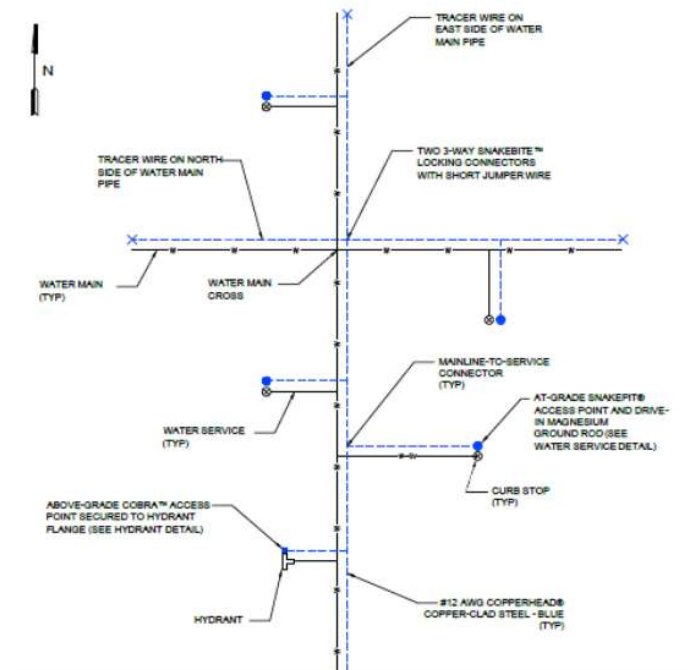 TRACER WIRE ON
EAST SIDE OF WATER
MAIN PIPE
N
TRACER WIRE ON NORTH
SIDE OF WATER MAIN
PIPE
TWO 3-WAY SNAKEBITE™
LOCKING CONNECTORS
WITH SHORT JUMPER WIRE
WATER MAIN
(TYP)
WATER MAIN
CROSS
MAINLINE-TO-SERVICE
CONNECTOR
(TYP)
AT-GRADE SNAKEPIT®
ACCESS POINT AND DRIVE-
IN MAGNESIUM
GROUND ROD (SEE
WATER SERVICE DETAIL)
WATER SERVICE
(TYP)
CURB STOP
(TYP)
ABOVE-GRADE COBRA™ ACCESS
POINT SECURED TO HYDRANT
FLANGE (SEE HYDRANT DETAIL)
HYDRANT
#12 AWG COPPERHEAD®
COPPER-CLAD STEEL - BLUE
(TYP)